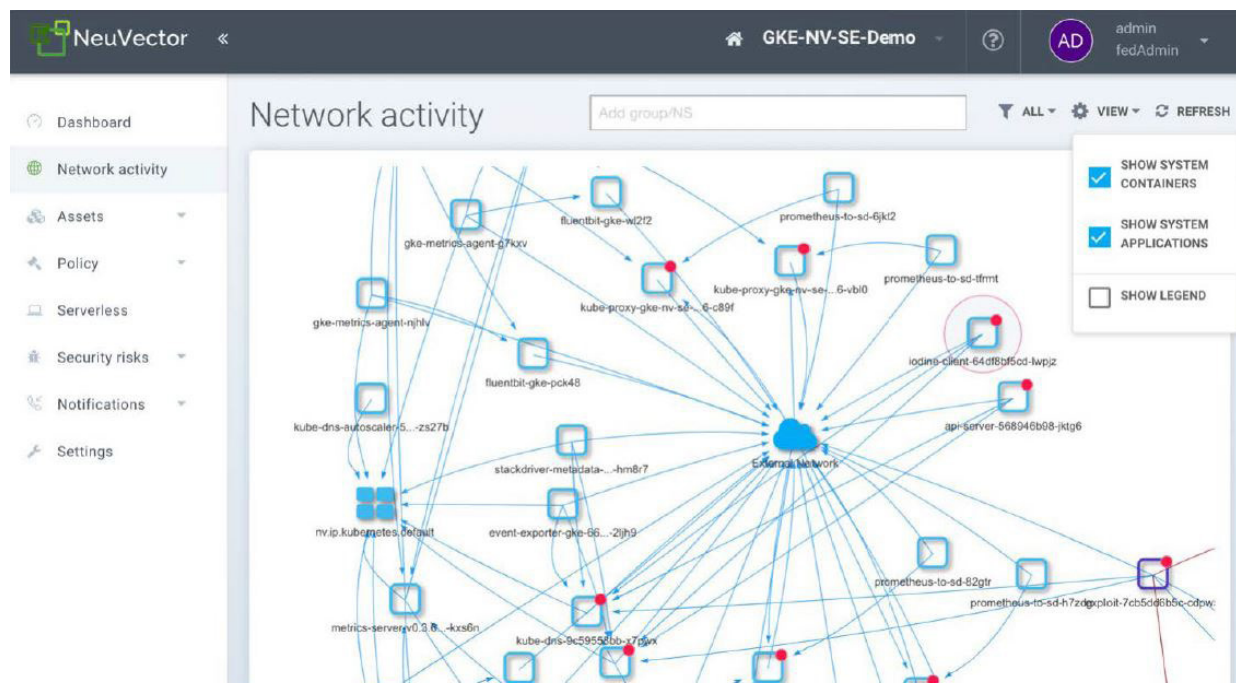 NeuVector «
GKE-NV-SE-Demo
?
AD
admin
fedAdmin
Dashboard
Network activity
Assets
Policy
Serverless
Security risks
Notifications
Settings
Network activity
Add group/NS
ALL
VIEW
REFRESH
SHOW SYSTEM
CONTAINERS
SHOW SYSTEM
APPLICATIONS
SHOW LEGEND
fluentbit-gke-wl2f2
prometheus-to-sd-6jkt2
gke-metrics-agent-g7kxv
prometheus-to-sd-tfrmt
kube-proxy-gke-nv-se-...6-vbl0
kube-proxy-gke-nv-se-...6-c89f
gke-metrics-agent-njhlv
iodine-client-64df8bf5cd-lwpjz
fluentbit-gke-pck48
kube-dns-autoscaler-5...-zs27b
api-server-568946b98-jktg6
External Network
stackdriver-metadata-...-hm8r7
nv.ip.kubernetes.default
event-exporter-gke-66...-2ljh9
prometheus-to-sd-82gtr
prometheus-to-sd-h7zdg
exploit-7cb5dd6b5c-cdpw
metrics-server-v0.3.6...-kxs6n